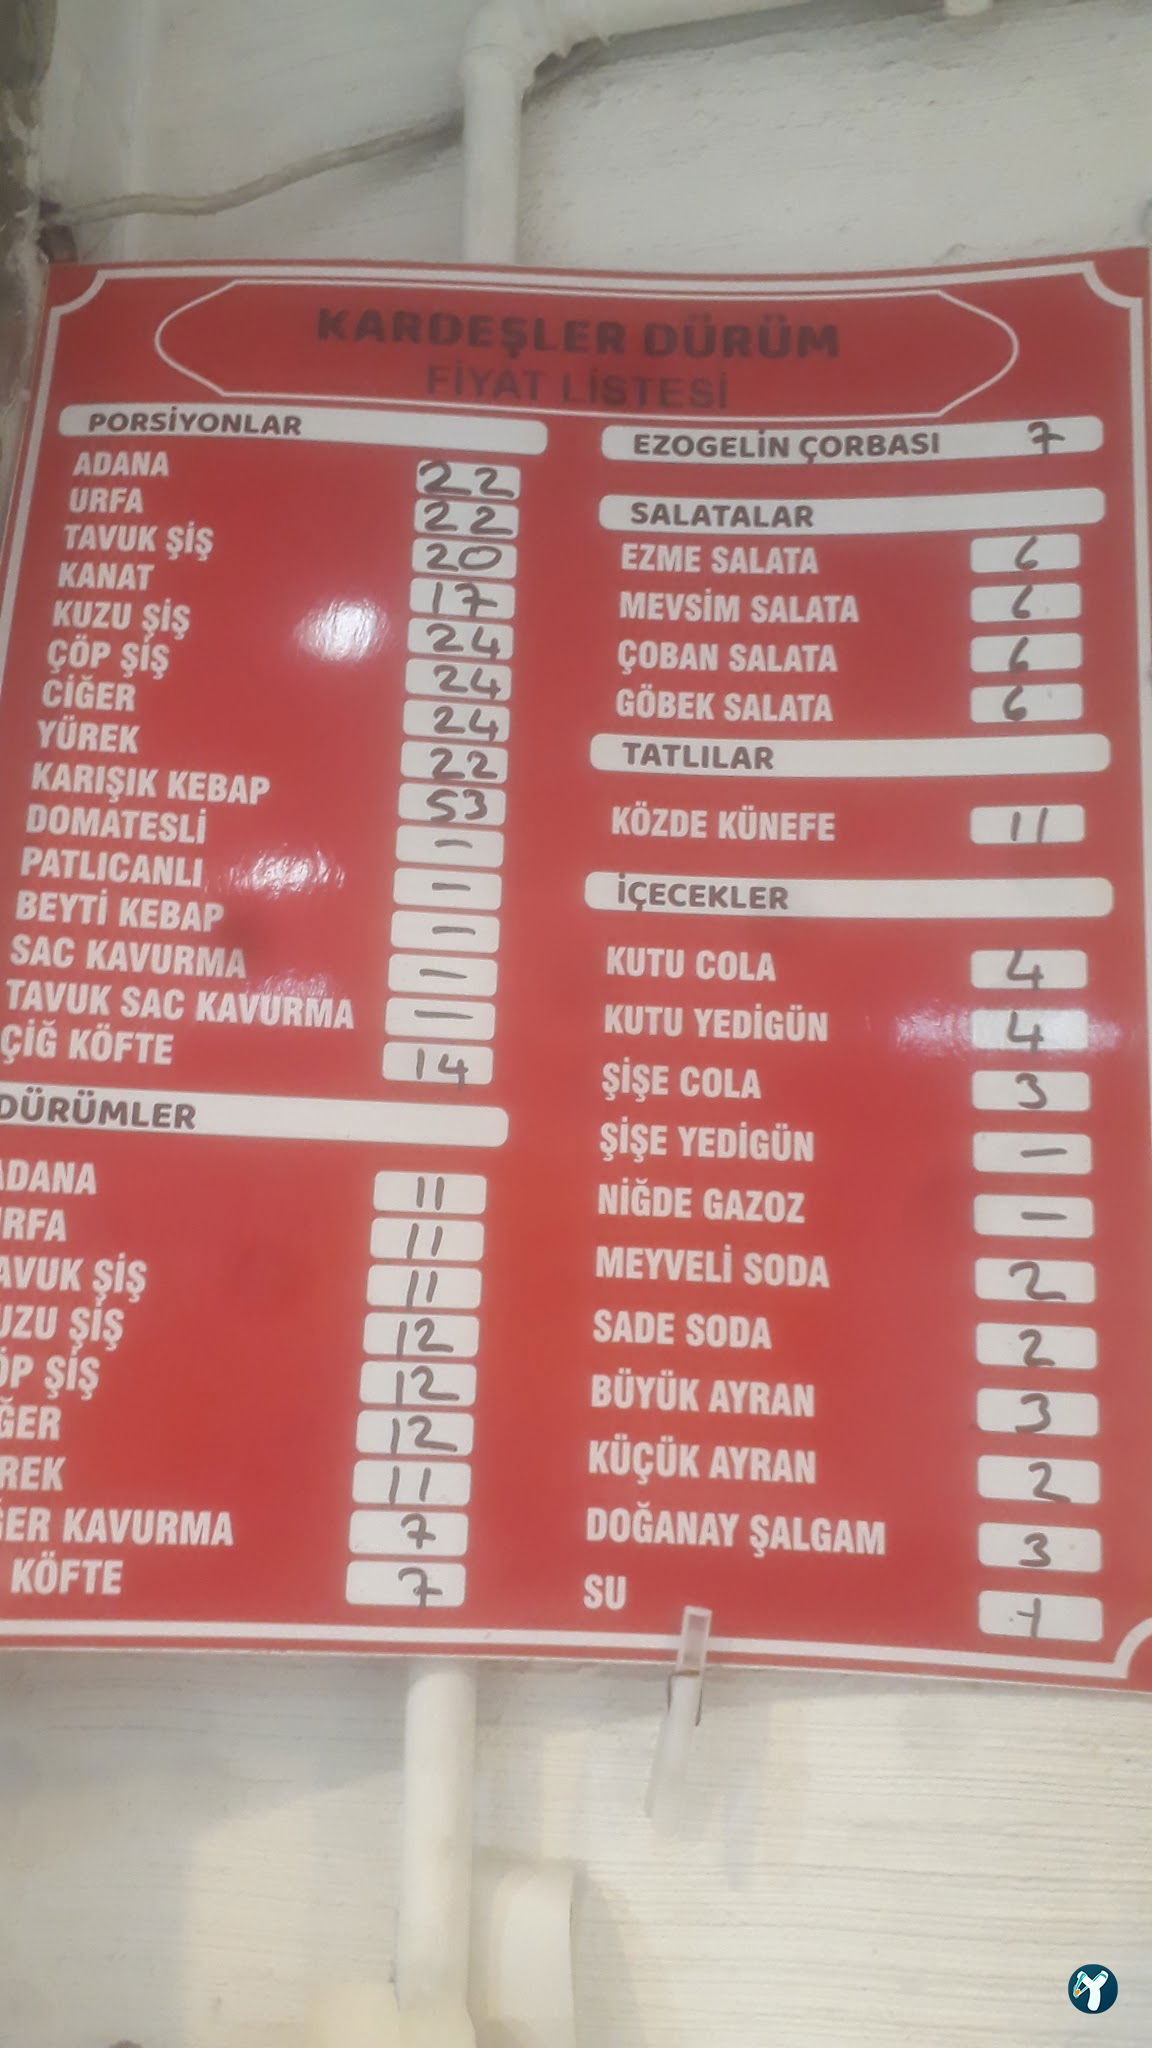 KARDEŞLER DÜRÜM
FİYAT LİSTESİ
PORSİYONLAR
ADANA 22
URFA 22
TAVUK ŞİŞ 20
KANAT 17
KUZU ŞİŞ 24
ÇÖP ŞİŞ 24
CİĞER 24
YÜREK 22
KARIŞIK KEBAP 53
DOMATESLİ -
PATLICANLI -
BEYTİ KEBAP -
SAC KAVURMA -
TAVUK SAC KAVURMA -
ÇİĞ KÖFTE 14
DÜRÜMLER
ADANA 11
RFA 11
AVUK ŞİŞ 11
UZU ŞİŞ 12
ÖP ŞİŞ 12
ĞER 12
REK 11
ĞER KAVURMA 7
KÖFTE 7
EZOGELİN ÇORBASI 7
SALATALAR
EZME SALATA 6
MEVSİM SALATA 6
ÇOBAN SALATA 6
GÖBEK SALATA 6
TATLILAR
KÖZDE KÜNEFE 11
İÇECEKLER
KUTU COLA 4
KUTU YEDİGÜN 4
ŞİŞE COLA 3
ŞİŞE YEDİGÜN -
NİĞDE GAZOZ -
MEYVELİ SODA 2
SADE SODA 2
BÜYÜK AYRAN 3
KÜÇÜK AYRAN 2
DOĞANAY ŞALGAM 3
SU 1